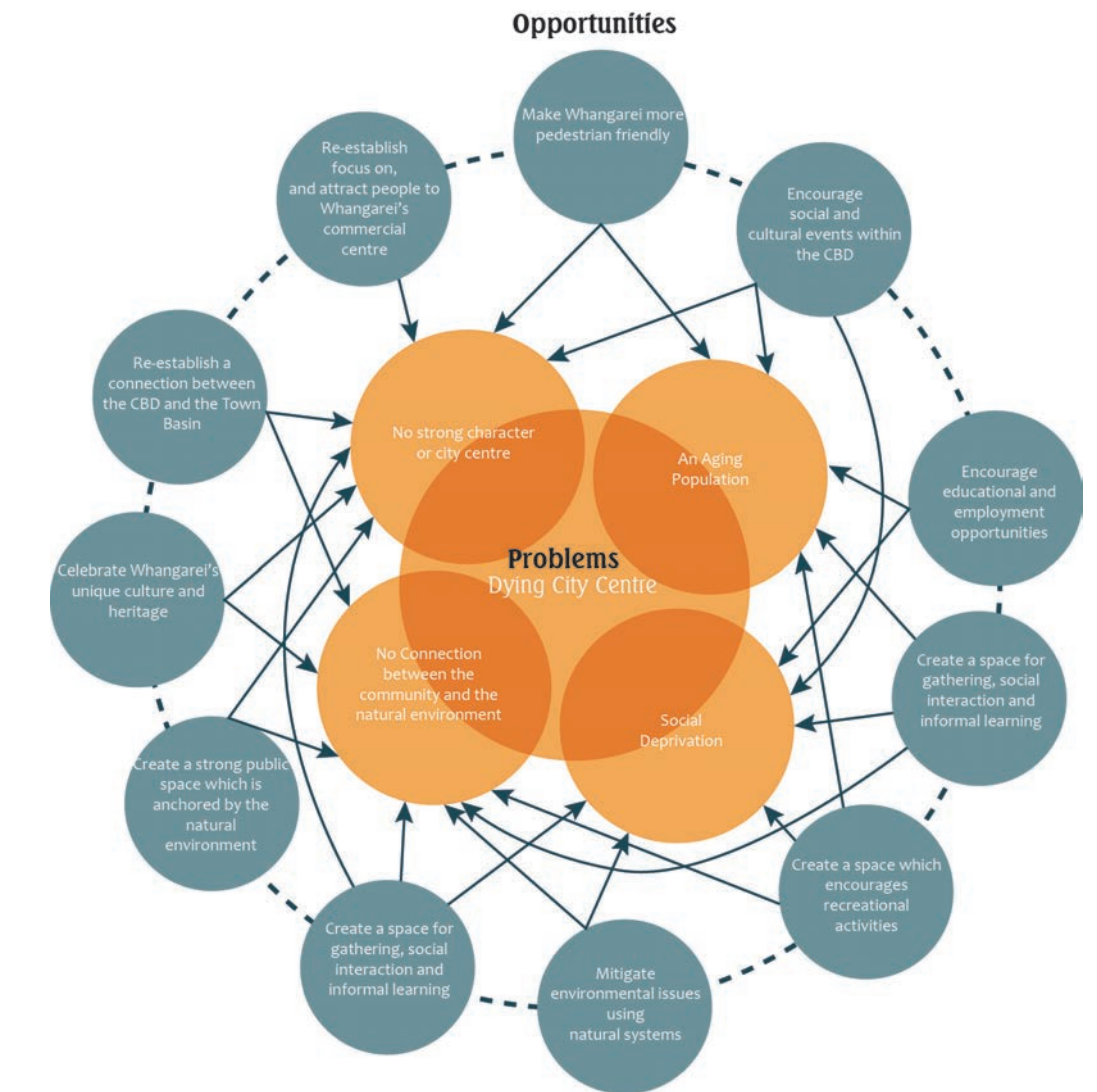 Opportunities
Make Whangarei more
pedestrian friendly
Encourage
social and
cultural events within
the CBD
Encourage
educational and
employment
opportunities
Create a space for
gathering, social
interaction and
informal learning
Create a space which
encourages
recreational
activities
Mitigate
environmental issues
using
natural systems
Create a space for
gathering, social
interaction and
informal learning
Create a strong public
space which is
anchored by the
natural
environment
Celebrate Whangarei's
unique culture and
heritage
Re-establish a
connection between
the CBD and the Town
Basin
Re-establish
focus on,
and attract people to
Whangarei's
commercial
centre
No strong character
or city centre
An Aging
Population
Problems
Dying City Centre
No Connection
between the
community and the
natural environment
Social
Deprivation